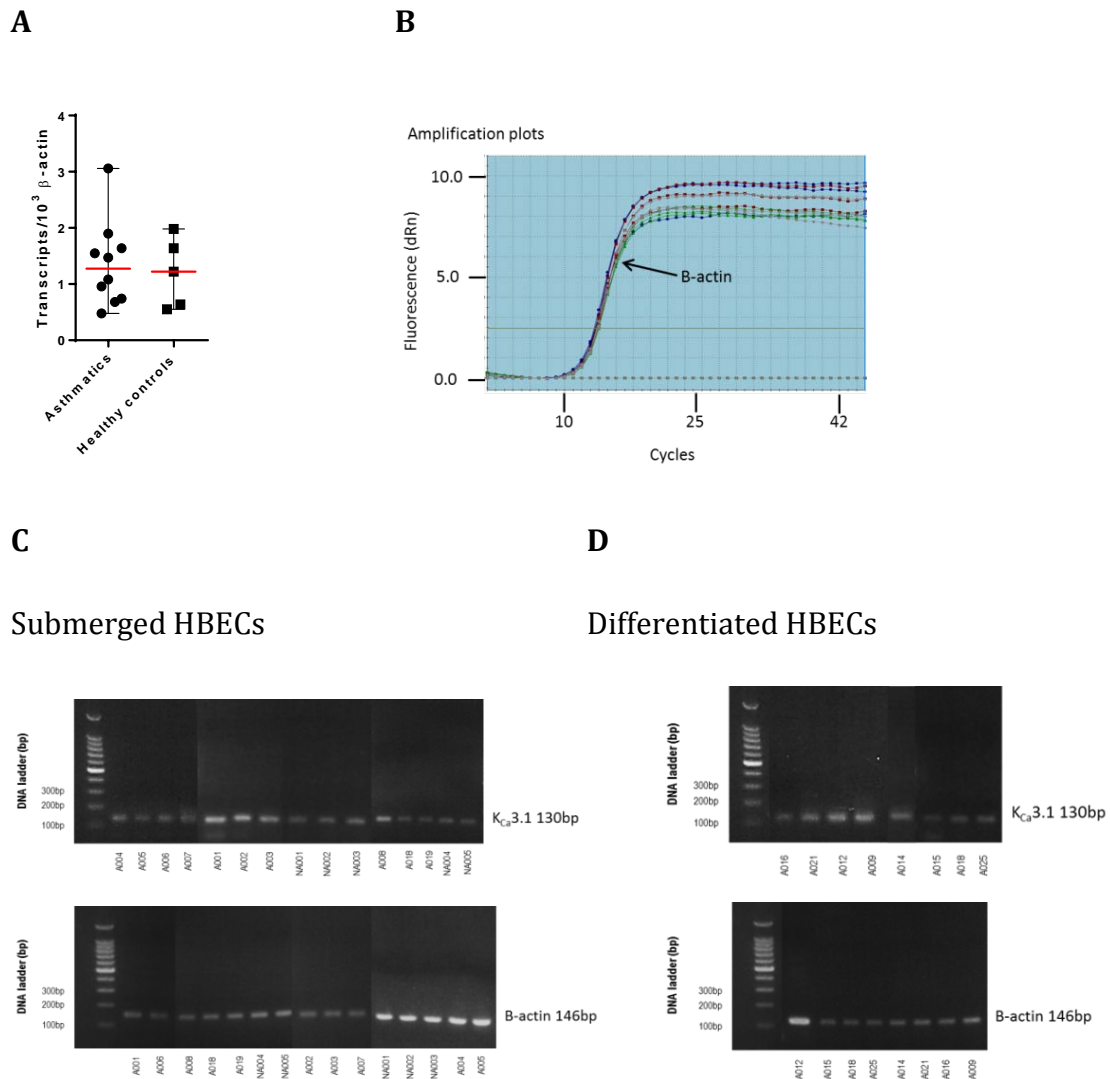 A
B
Transcripts/10³ β-actin
4
3
2
1
0
Asthmatics
Healthy controls
Amplification plots
Fluorescence (dRn)
10.0
5.0
0.0
B-actin
10
25
42
Cycles
C
D
Submerged HBECs
Differentiated HBECs
DNA ladder (bp)
300bp
200bp
100bp
KCa3.1 130bp
A004 A005 A006 A007 A001 A002 A003 NA001 NA002 NA003 A008 A018 A019 NA004 NA005
DNA ladder (bp)
300bp
200bp
100bp
K꜀ₐ3.1 130bp
A016 A021 A012 A009 A014 A015 A018 A025
DNA ladder (bp)
300bp
200bp
100bp
B-actin 146bp
A001 A006 A008 A018 A019 NA004 NA005 A002 A003 A007 NA001 NA002 NA003 A004 A005
DNA ladder (bp)
300bp
200bp
100bp
B-actin 146bp
A012 A015 A018 A025 A014 A021 A016 A009